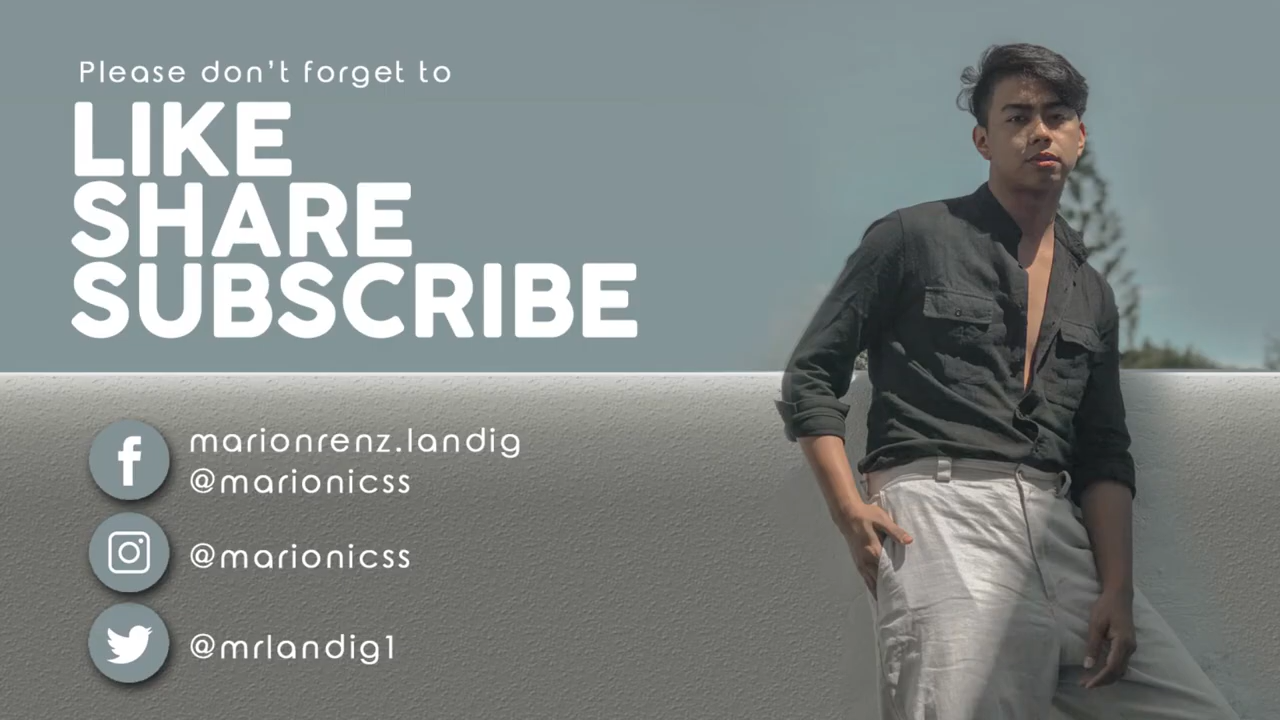 Please don't forget to
LIKE
SHARE
SUBSCRIBE
marionrenz.landig
@marionicss
@marionicss
@mrlandig1